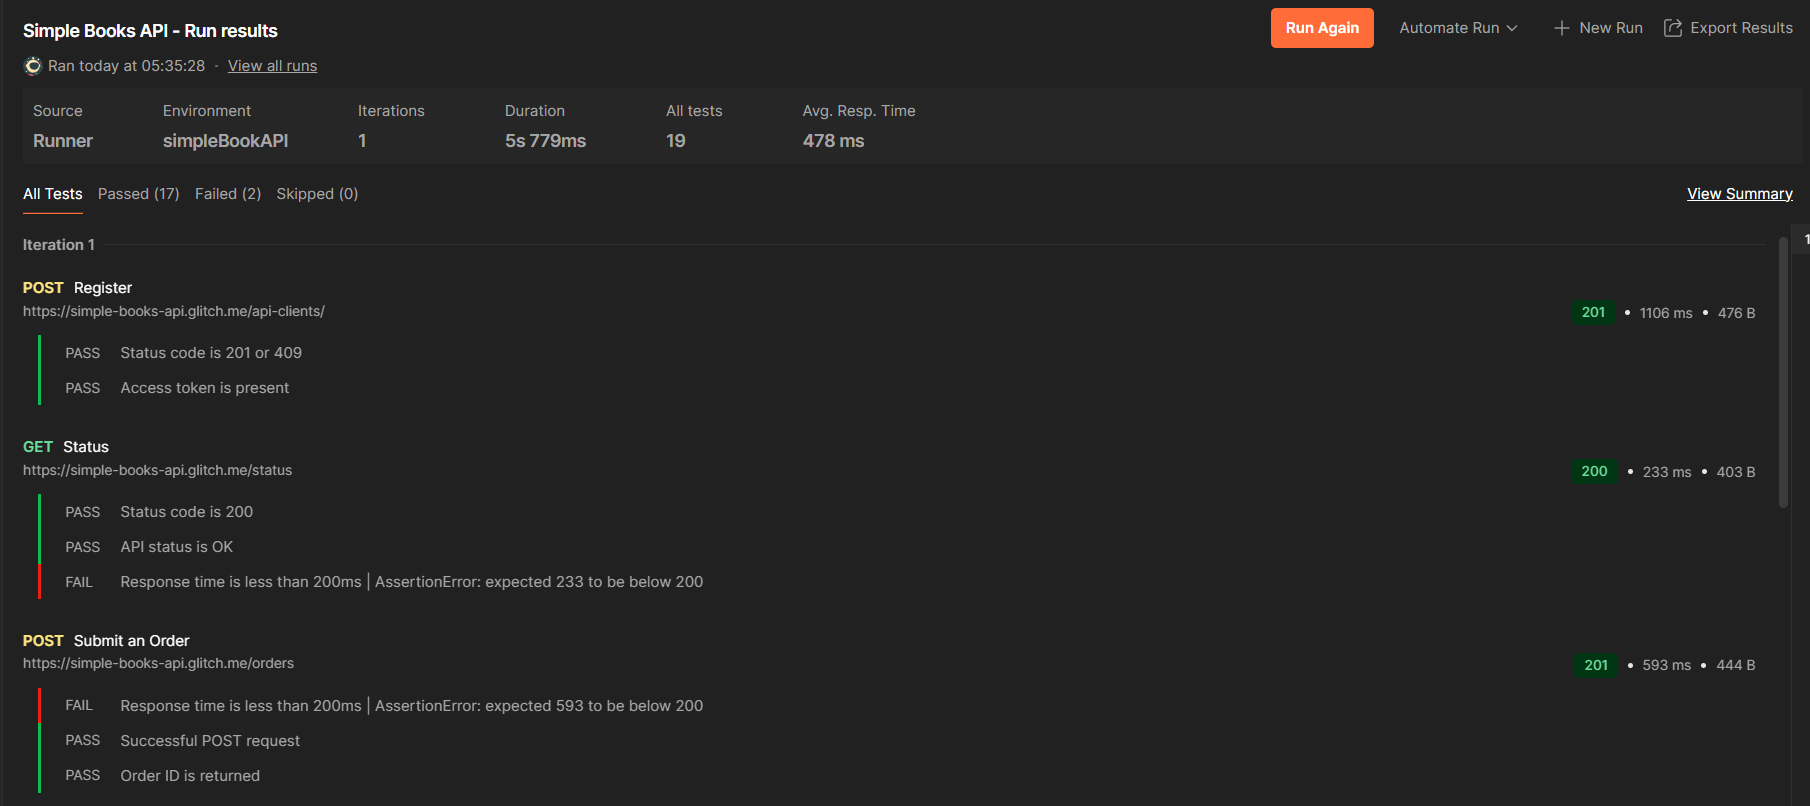 Simple Books API - Run results
Run Again
Automate Run
New Run
Export Results
Ran today at 05:35:28 · View all runs
Source Environment Iterations Duration All tests Avg. Resp. Time
Runner simpleBookAPI 1 5s 779ms 19 478 ms
All Tests Passed (17) Failed (2) Skipped (0) View Summary
Iteration 1
1
POST Register
https://simple-books-api.glitch.me/api-clients/
201 • 1106 ms • 476 B
PASS Status code is 201 or 409
PASS Access token is present
GET Status
https://simple-books-api.glitch.me/status
200 • 233 ms • 403 B
PASS Status code is 200
PASS API status is OK
FAIL Response time is less than 200ms | AssertionError: expected 233 to be below 200
POST Submit an Order
https://simple-books-api.glitch.me/orders
201 • 593 ms • 444 B
FAIL Response time is less than 200ms | AssertionError: expected 593 to be below 200
PASS Successful POST request
PASS Order ID is returned